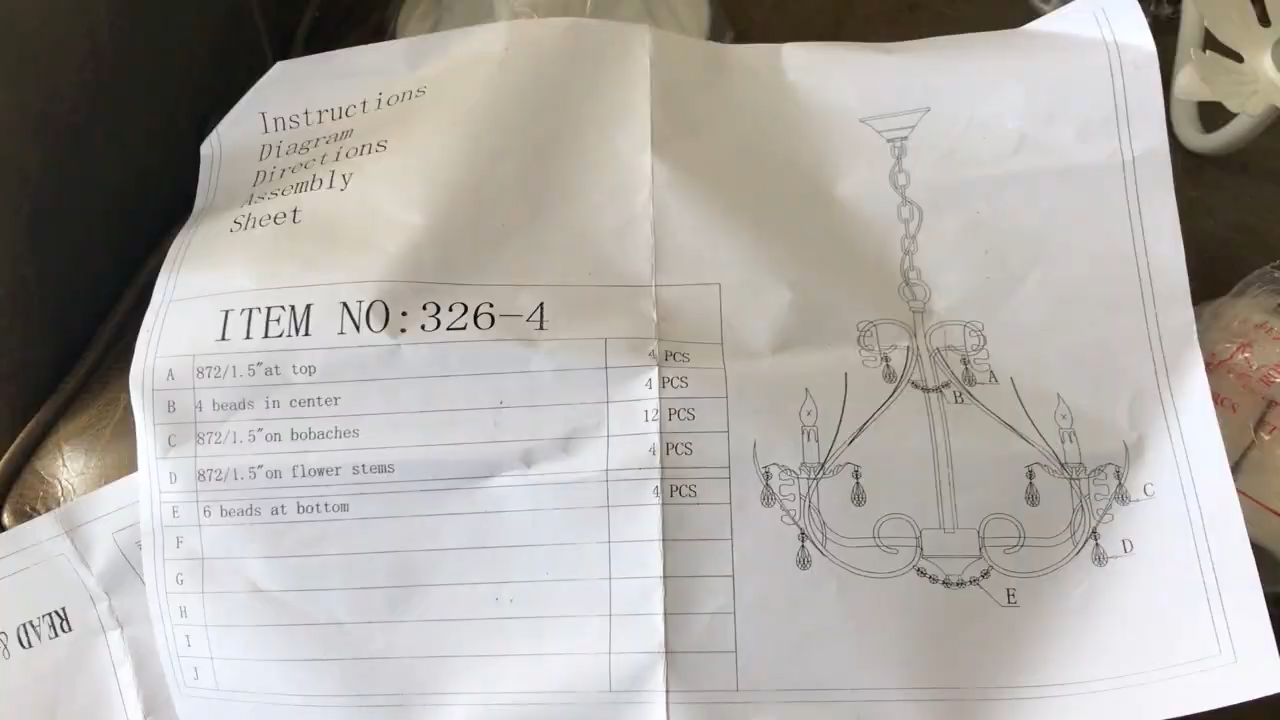 Instructions
Diagram
Directions
Assembly
Sheet
ITEM NO:326-4
A 872/1.5″at top 4 PCS
B 4 beads in center 4 PCS
C 872/1.5″on bobaches 12 PCS
D 872/1.5″on flower stems 4 PCS
E 6 beads at bottom 4 PCS
F
G
H
I
J
A
B
C
D
E
READ &